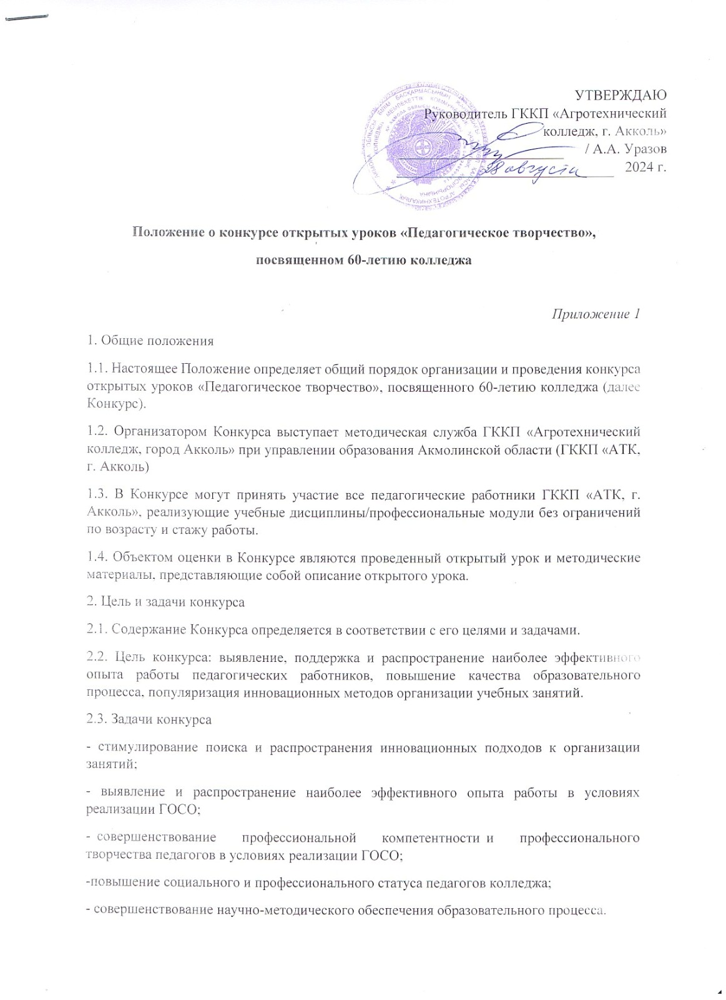 УТВЕРЖДАЮ
Руководитель ГККП «Агротехнический
колледж, г. Акколь»
/ А.А. Уразов
28 августа 2024 г.
Положение о конкурсе открытых уроков «Педагогическое творчество»,
посвященном 60-летию колледжа
Приложение 1
1. Общие положения
1.1. Настоящее Положение определяет общий порядок организации и проведения конкурса
открытых уроков «Педагогическое творчество», посвященного 60-летию колледжа (далее
Конкурс).
1.2. Организатором Конкурса выступает методическая служба ГККП «Агротехнический
колледж, город Акколь» при управлении образования Акмолинской области (ГККП «АТК,
г. Акколь)
1.3. В Конкурсе могут принять участие все педагогические работники ГККП «АТК, г.
Акколь», реализующие учебные дисциплины/профессиональные модули без ограничений
по возрасту и стажу работы.
1.4. Объектом оценки в Конкурсе являются проведенный открытый урок и методические
материалы, представляющие собой описание открытого урока.
2. Цель и задачи конкурса
2.1. Содержание Конкурса определяется в соответствии с его целями и задачами.
2.2. Цель конкурса: выявление, поддержка и распространение наиболее эффективного
опыта работы педагогических работников, повышение качества образовательного
процесса, популяризация инновационных методов организации учебных занятий.
2.3. Задачи конкурса
- стимулирование поиска и распространения инновационных подходов к организации
занятий;
- выявление и распространение наиболее эффективного опыта работы в условиях
реализации ГОСО;
- совершенствование профессиональной компетентности и профессионального
творчества педагогов в условиях реализации ГОСО;
-повышение социального и профессионального статуса педагогов колледжа;
- совершенствование научно-методического обеспечения образовательного процесса.